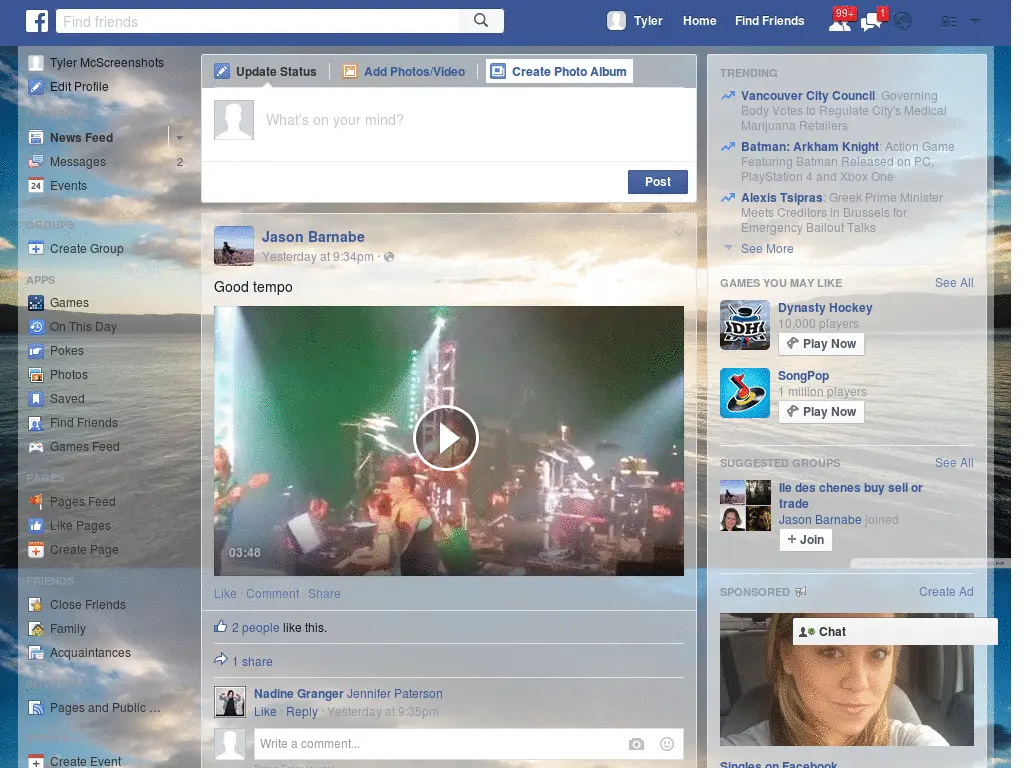 f
Find friends
Tyler
Home
Find Friends
99+
1
Tyler McScreenshots
Edit Profile
News Feed
Messages
2
24
Events
GROUPS
Create Group
APPS
Games
On This Day
Pokes
Photos
Saved
Find Friends
Games Feed
PAGES
Pages Feed
Like Pages
Create Page
FRIENDS
Close Friends
Family
Acquaintances
Pages and Public ...
Create Event
Update Status
Add Photos/Video
Create Photo Album
What's on your mind?
Post
Jason Barnabe
Yesterday at 9:34pm ·
Good tempo
03:48
Like · Comment · Share
2 people like this.
1 share
Nadine Granger Jennifer Paterson
Like · Reply · Yesterday at 9:35pm
Write a comment...
TRENDING
Vancouver City Council: Governing
Body Votes to Regulate City's Medical
Marijuana Retailers
Batman: Arkham Knight: Action Game
Featuring Batman Released on PC,
PlayStation 4 and Xbox One
Alexis Tsipras: Greek Prime Minister
Meets Creditors in Brussels for
Emergency Bailout Talks
See More
GAMES YOU MAY LIKE
See All
DH
Dynasty Hockey
10,000 players
Play Now
SongPop
1 million players
Play Now
SUGGESTED GROUPS
See All
Ile des chenes buy sell or
trade
Jason Barnabe joined
+ Join
SPONSORED
Create Ad
Chat
Singles on Facebook